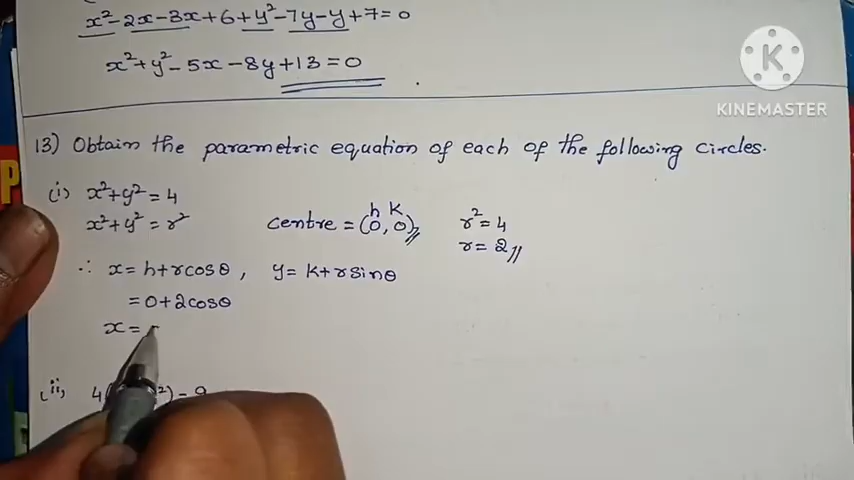 x²-2x-3x+6+y²-7y-y+7=0
x²+y²-5x-8y+13=0
KINEMASTER
13) Obtain the parametric equation of each of the following circles.
(i) x²+y²=4
x²+y²=r² centre = (0, 0) r²=4
h k
r=2
∴ x=h+rcosθ, y=k+rsinθ
=0+2cosθ
x=
(ii,